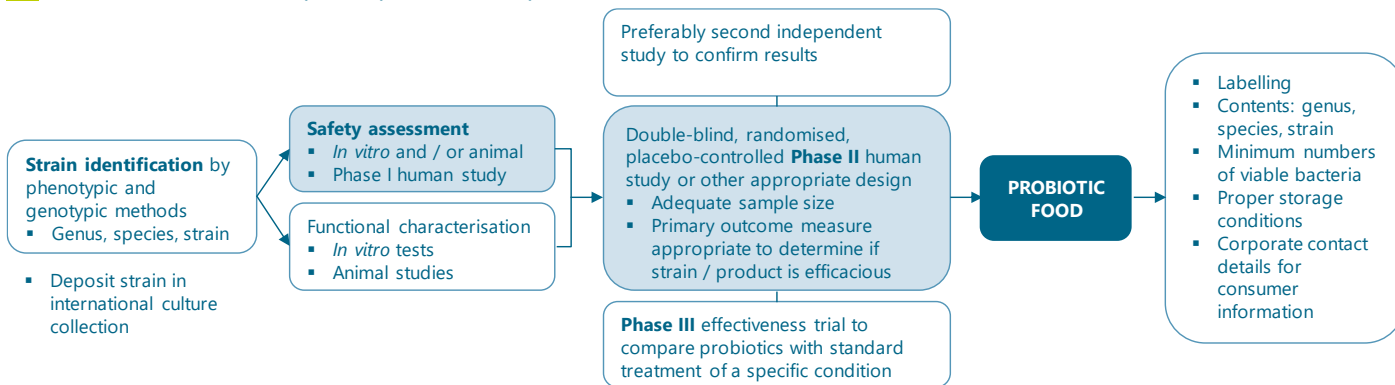 Strain identification by
phenotypic and
genotypic methods
▪ Genus, species, strain
▪ Deposit strain in
international culture
collection
Safety assessment
▪ In vitro and / or animal
▪ Phase I human study
Functional characterisation
▪ In vitro tests
▪ Animal studies
Preferably second independent
study to confirm results
Double-blind, randomised,
placebo-controlled Phase II human
study or other appropriate design
▪ Adequate sample size
▪ Primary outcome measure
appropriate to determine if
strain / product is efficacious
Phase III effectiveness trial to
compare probiotics with standard
treatment of a specific condition
PROBIOTIC
FOOD
▪ Labelling
▪ Contents: genus,
species, strain
▪ Minimum numbers
of viable bacteria
▪ Proper storage
conditions
▪ Corporate contact
details for
consumer
information